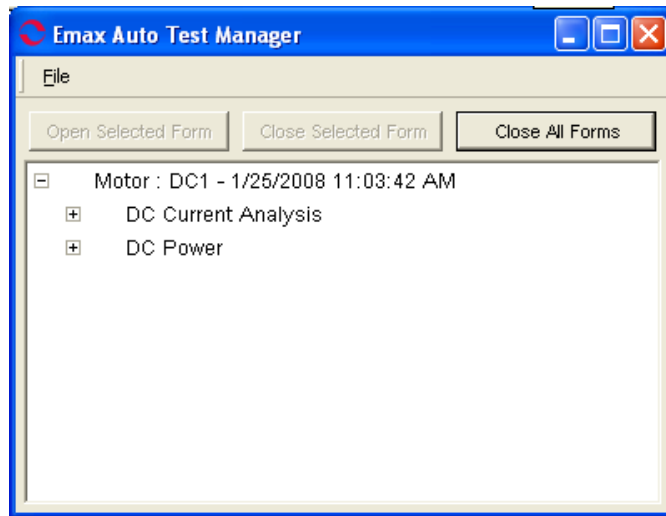 Emax Auto Test Manager
File
Open Selected Form Close Selected Form Close All Forms
Motor : DC1 - 1/25/2008 11:03:42 AM
DC Current Analysis
DC Power